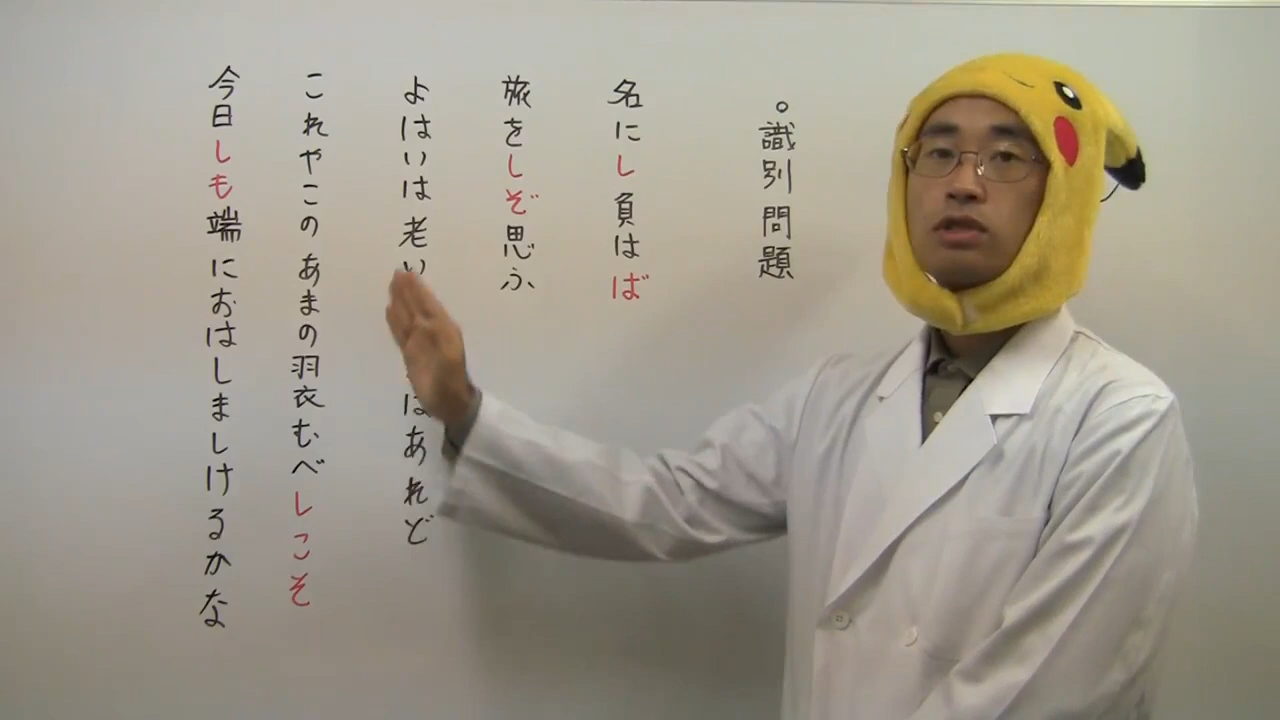 。識別問題
名にし負はば
旅をしぞ思ふ
よはいは老い はあれど
これやこのあまの羽衣むべしこそ
今日しも端におはしましけるかな